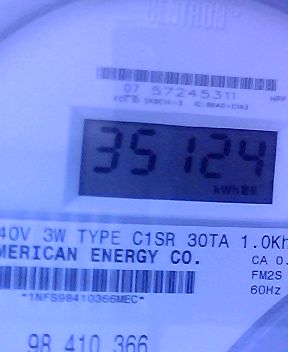 CENTRON
07 57245311
35124
kWh
40V 3W TYPE C1SR 30TA 1.0Kh
MERICAN ENERGY CO.
CA 0.
FM2S
60Hz
*1NFS98410366MEC*
98 410 366